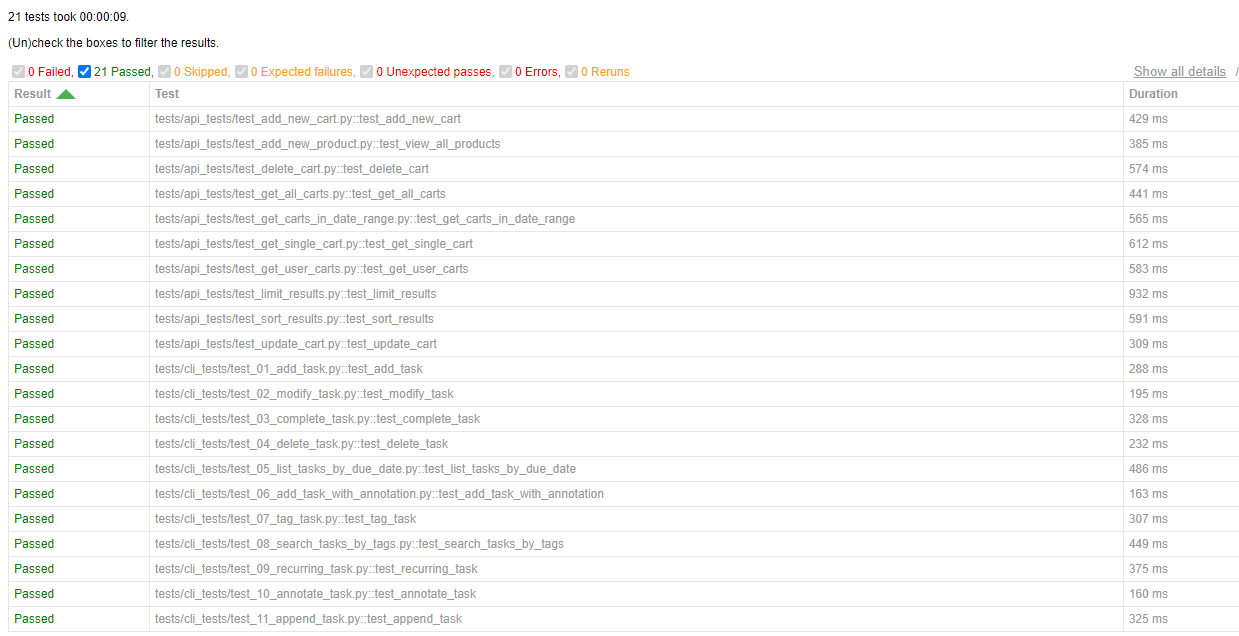 21 tests took 00:00:09.
(Un)check the boxes to filter the results.
0 Failed, 21 Passed, 0 Skipped, 0 Expected failures, 0 Unexpected passes, 0 Errors, 0 Reruns Show all details /
Result Test Duration
Passed tests/api_tests/test_add_new_cart.py::test_add_new_cart 429 ms
Passed tests/api_tests/test_add_new_product.py::test_view_all_products 385 ms
Passed tests/api_tests/test_delete_cart.py::test_delete_cart 574 ms
Passed tests/api_tests/test_get_all_carts.py::test_get_all_carts 441 ms
Passed tests/api_tests/test_get_carts_in_date_range.py::test_get_carts_in_date_range 565 ms
Passed tests/api_tests/test_get_single_cart.py::test_get_single_cart 612 ms
Passed tests/api_tests/test_get_user_carts.py::test_get_user_carts 583 ms
Passed tests/api_tests/test_limit_results.py::test_limit_results 932 ms
Passed tests/api_tests/test_sort_results.py::test_sort_results 591 ms
Passed tests/api_tests/test_update_cart.py::test_update_cart 309 ms
Passed tests/cli_tests/test_01_add_task.py::test_add_task 288 ms
Passed tests/cli_tests/test_02_modify_task.py::test_modify_task 195 ms
Passed tests/cli_tests/test_03_complete_task.py::test_complete_task 328 ms
Passed tests/cli_tests/test_04_delete_task.py::test_delete_task 232 ms
Passed tests/cli_tests/test_05_list_tasks_by_due_date.py::test_list_tasks_by_due_date 486 ms
Passed tests/cli_tests/test_06_add_task_with_annotation.py::test_add_task_with_annotation 163 ms
Passed tests/cli_tests/test_07_tag_task.py::test_tag_task 307 ms
Passed tests/cli_tests/test_08_search_tasks_by_tags.py::test_search_tasks_by_tags 449 ms
Passed tests/cli_tests/test_09_recurring_task.py::test_recurring_task 375 ms
Passed tests/cli_tests/test_10_annotate_task.py::test_annotate_task 160 ms
Passed tests/cli_tests/test_11_append_task.py::test_append_task 325 ms